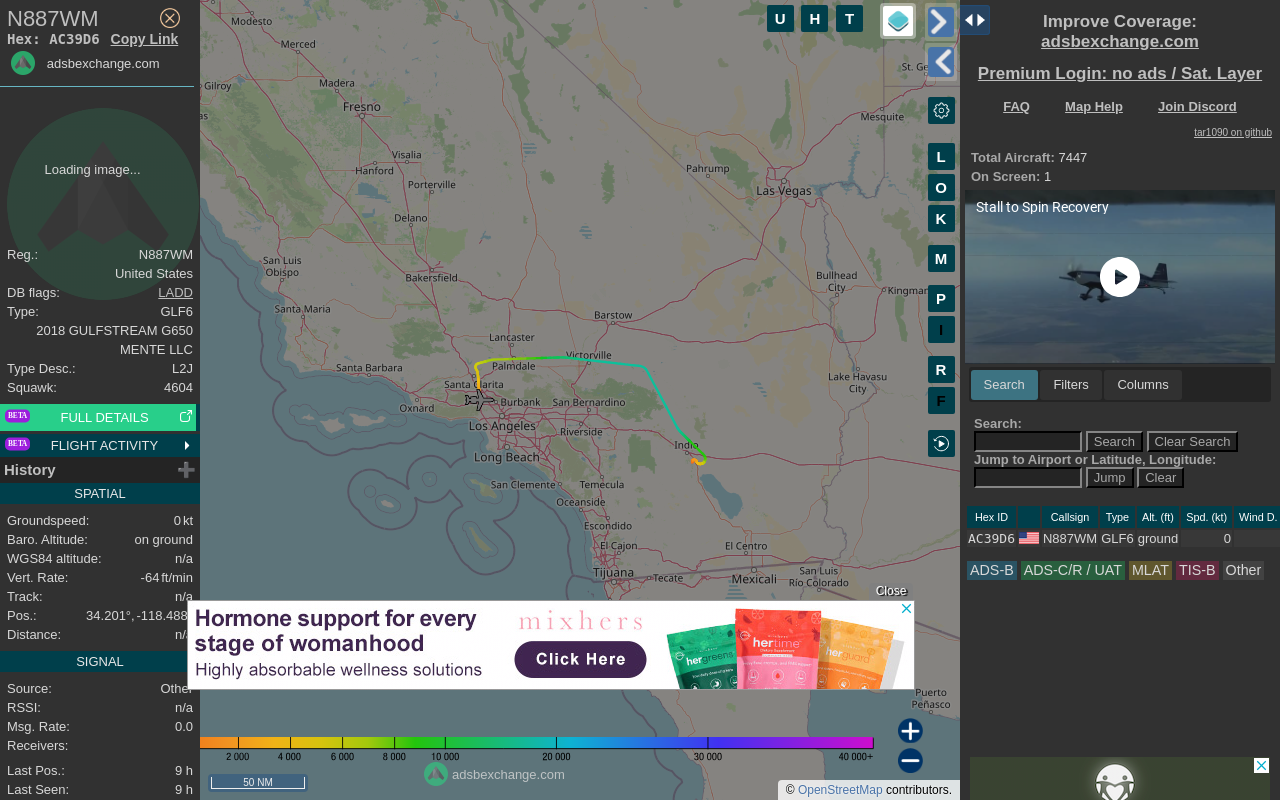 N887WM
Hex: AC39D6 Copy Link
adsbexchange.com
Loading image...
Reg.: N887WM
United States
DB flags: LADD
Type: GLF6
2018 GULFSTREAM G650
MENTE LLC
Type Desc.: L2J
Squawk: 4604
BETA FULL DETAILS
BETA FLIGHT ACTIVITY
History
SPATIAL
Groundspeed: 0 kt
Baro. Altitude: on ground
WGS84 altitude: n/a
Vert. Rate: -64 ft/min
Track: n/a
Pos.: 34.201°, -118.488
Distance: n/a
SIGNAL
Source: Other
RSSI: n/a
Msg. Rate: 0.0
Receivers:
Last Pos.: 9 h
Last Seen: 9 h
U H T
L
O
K
M
P
I
R
F
Modesto
Merced
Gilroy
Madera
Fresno
Visalia
Hanford
Porterville
Delano
San Luis
Obispo
Bakersfield
Santa Maria
Lancaster
Barstow
Palmdale
Victorville
Santa Barbara
Santa Clarita
Oxnard
Burbank
San Bernardino
Los Angeles
Riverside
Indio
Long Beach
San Clemente
Temecula
Oceanside
Escondido
El Cajon
El Centro
Tijuana
Tecate
Mexicali
San Luis
Río Colorado
Puerto
Peñasco
St. Ge
Mesquite
Pahrump
Las Vegas
Bullhead
City
Kingman
Lake Havasu
City
Close
Hormone support for every
stage of womanhood
Highly absorbable wellness solutions
mixhers
Click Here
hergreens
hertime
herguard
2 000 4 000 6 000 8 000 10 000 20 000 30 000 40 000+
50 NM
adsbexchange.com
© OpenStreetMap contributors.
Improve Coverage:
adsbexchange.com
Premium Login: no ads / Sat. Layer
FAQ Map Help Join Discord
tar1090 on github
Total Aircraft: 7447
On Screen: 1
Stall to Spin Recovery
Search Filters Columns
Search:
Search Clear Search
Jump to Airport or Latitude, Longitude:
Jump Clear
Hex ID Callsign Type Alt. (ft) Spd. (kt) Wind D.
AC39D6 N887WM GLF6 ground 0
ADS-B ADS-C/R / UAT MLAT TIS-B Other